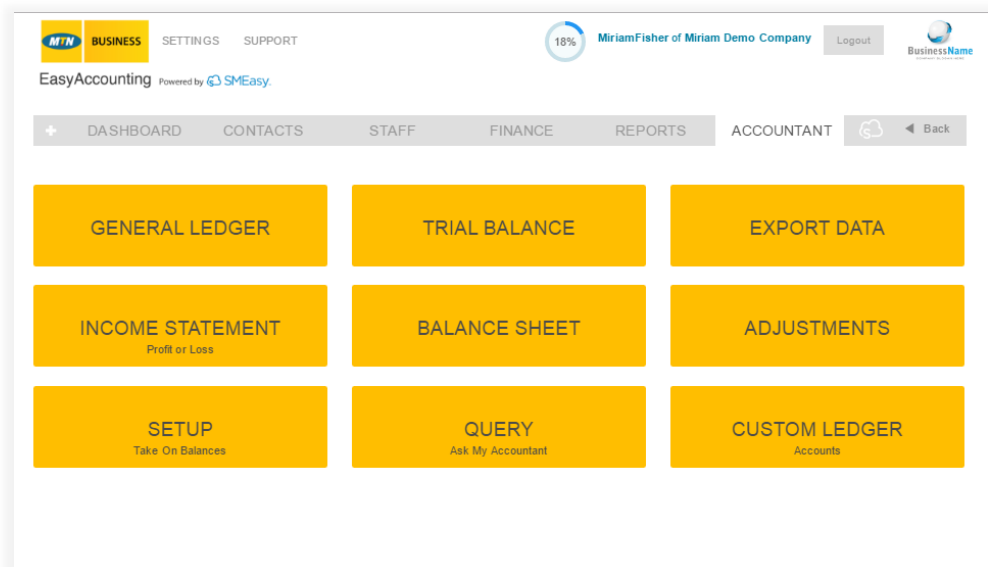 MTN BUSINESS SETTINGS SUPPORT
18% MiriamFisher of Miriam Demo Company Logout
BusinessName
EasyAccounting Powered by SMEasy.
+ DASHBOARD CONTACTS STAFF FINANCE REPORTS ACCOUNTANT S ◀ Back
GENERAL LEDGER TRIAL BALANCE EXPORT DATA
INCOME STATEMENT BALANCE SHEET ADJUSTMENTS
Profit or Loss
SETUP QUERY CUSTOM LEDGER
Take On Balances Ask My Accountant Accounts